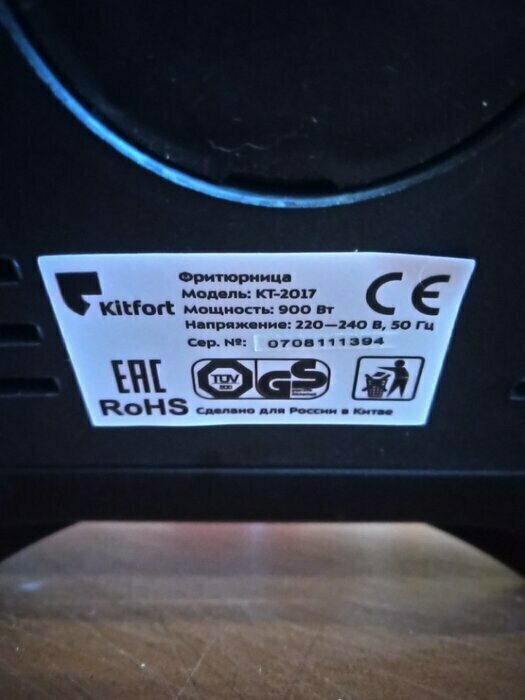 Фритюрница
Модель: КТ-2017
Kitfort
Мощность: 900 Вт
Напряжение: 220—240 В, 50 Гц
Сер. №: 0708111394
CE
EAC
RoHS
TÜV
GS
Сделано для России в Китае